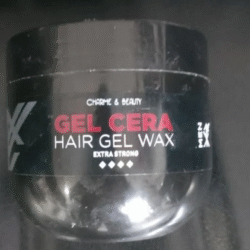 CHARME & BEAUTY
GEL CERA
HAIR GEL WAX
EXTRA STRONG